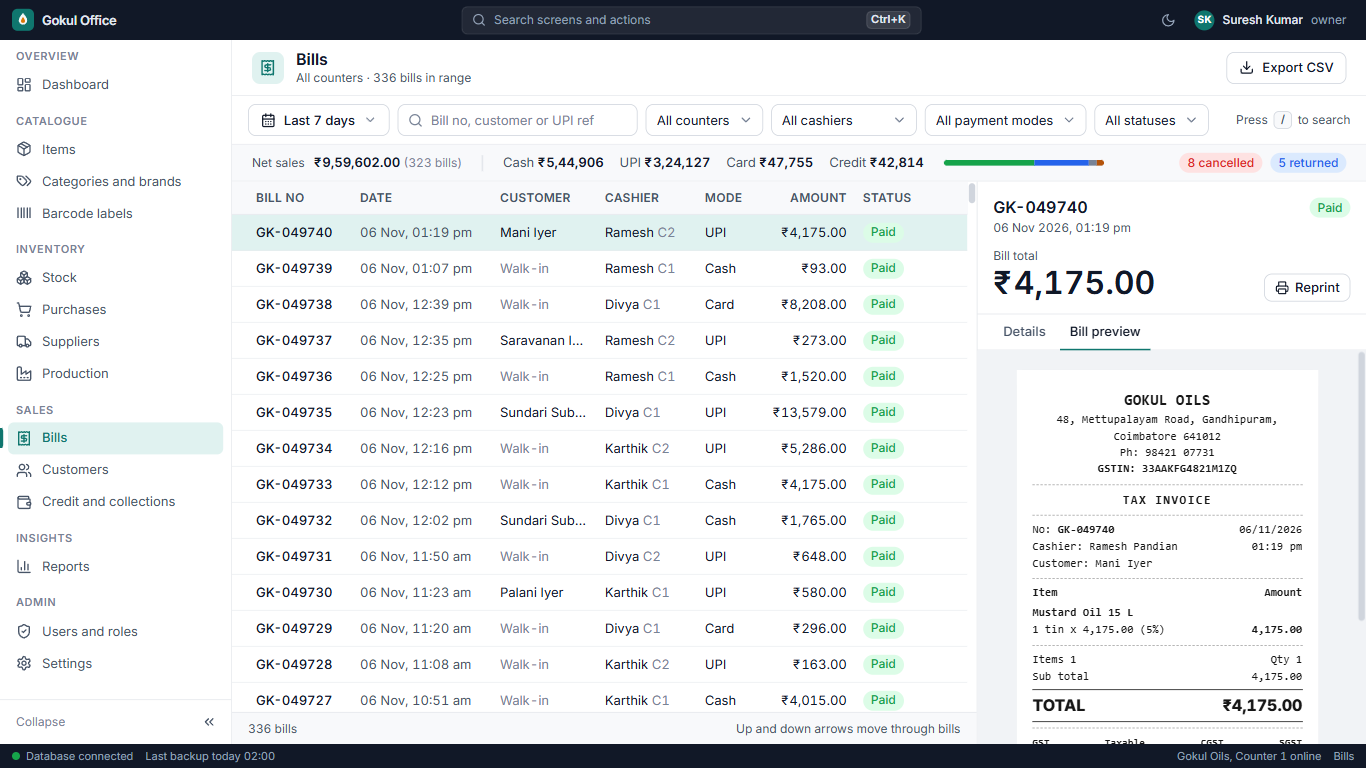 Gokul Office
Search screens and actions Ctrl+K
SK Suresh Kumar owner
OVERVIEW
Dashboard
CATALOGUE
Items
Categories and brands
Barcode labels
INVENTORY
Stock
Purchases
Suppliers
Production
SALES
Bills
Customers
Credit and collections
INSIGHTS
Reports
ADMIN
Users and roles
Settings
Collapse
Bills
All counters · 336 bills in range
Export CSV
Last 7 days Bill no, customer or UPI ref All counters All cashiers All payment modes All statuses Press / to search
Net sales ₹9,59,602.00 (323 bills) Cash ₹5,44,906 UPI ₹3,24,127 Card ₹47,755 Credit ₹42,814 8 cancelled 5 returned
BILL NO DATE CUSTOMER CASHIER MODE AMOUNT STATUS
GK-049740 06 Nov, 01:19 pm Mani Iyer Ramesh C2 UPI ₹4,175.00 Paid
GK-049739 06 Nov, 01:07 pm Walk-in Ramesh C1 Cash ₹93.00 Paid
GK-049738 06 Nov, 12:39 pm Walk-in Divya C1 Card ₹8,208.00 Paid
GK-049737 06 Nov, 12:35 pm Saravanan I... Ramesh C2 UPI ₹273.00 Paid
GK-049736 06 Nov, 12:25 pm Walk-in Ramesh C1 Cash ₹1,520.00 Paid
GK-049735 06 Nov, 12:23 pm Sundari Sub... Divya C1 UPI ₹13,579.00 Paid
GK-049734 06 Nov, 12:16 pm Walk-in Karthik C2 UPI ₹5,286.00 Paid
GK-049733 06 Nov, 12:12 pm Walk-in Karthik C1 Cash ₹4,175.00 Paid
GK-049732 06 Nov, 12:02 pm Sundari Sub... Divya C1 Cash ₹1,765.00 Paid
GK-049731 06 Nov, 11:50 am Walk-in Divya C2 UPI ₹648.00 Paid
GK-049730 06 Nov, 11:23 am Palani Iyer Karthik C1 UPI ₹580.00 Paid
GK-049729 06 Nov, 11:20 am Walk-in Divya C1 Card ₹296.00 Paid
GK-049728 06 Nov, 11:08 am Walk-in Karthik C2 UPI ₹163.00 Paid
GK-049727 06 Nov, 10:51 am Walk-in Karthik C1 Cash ₹4,015.00 Paid
336 bills Up and down arrows move through bills
GK-049740 Paid
06 Nov 2026, 01:19 pm
Bill total
₹4,175.00
Reprint
Details Bill preview
GOKUL OILS
48, Mettupalayam Road, Gandhipuram,
Coimbatore 641012
Ph: 98421 07731
GSTIN: 33AAKFG4821M1ZQ
TAX INVOICE
No: GK-049740 06/11/2026
Cashier: Ramesh Pandian 01:19 pm
Customer: Mani Iyer
Item Amount
Mustard Oil 15 L
1 tin x 4,175.00 (5%) 4,175.00
Items 1 Qty 1
Sub total 4,175.00
TOTAL ₹4,175.00
GST Taxable CGST SGST
Database connected Last backup today 02:00 Gokul Oils, Counter 1 online Bills